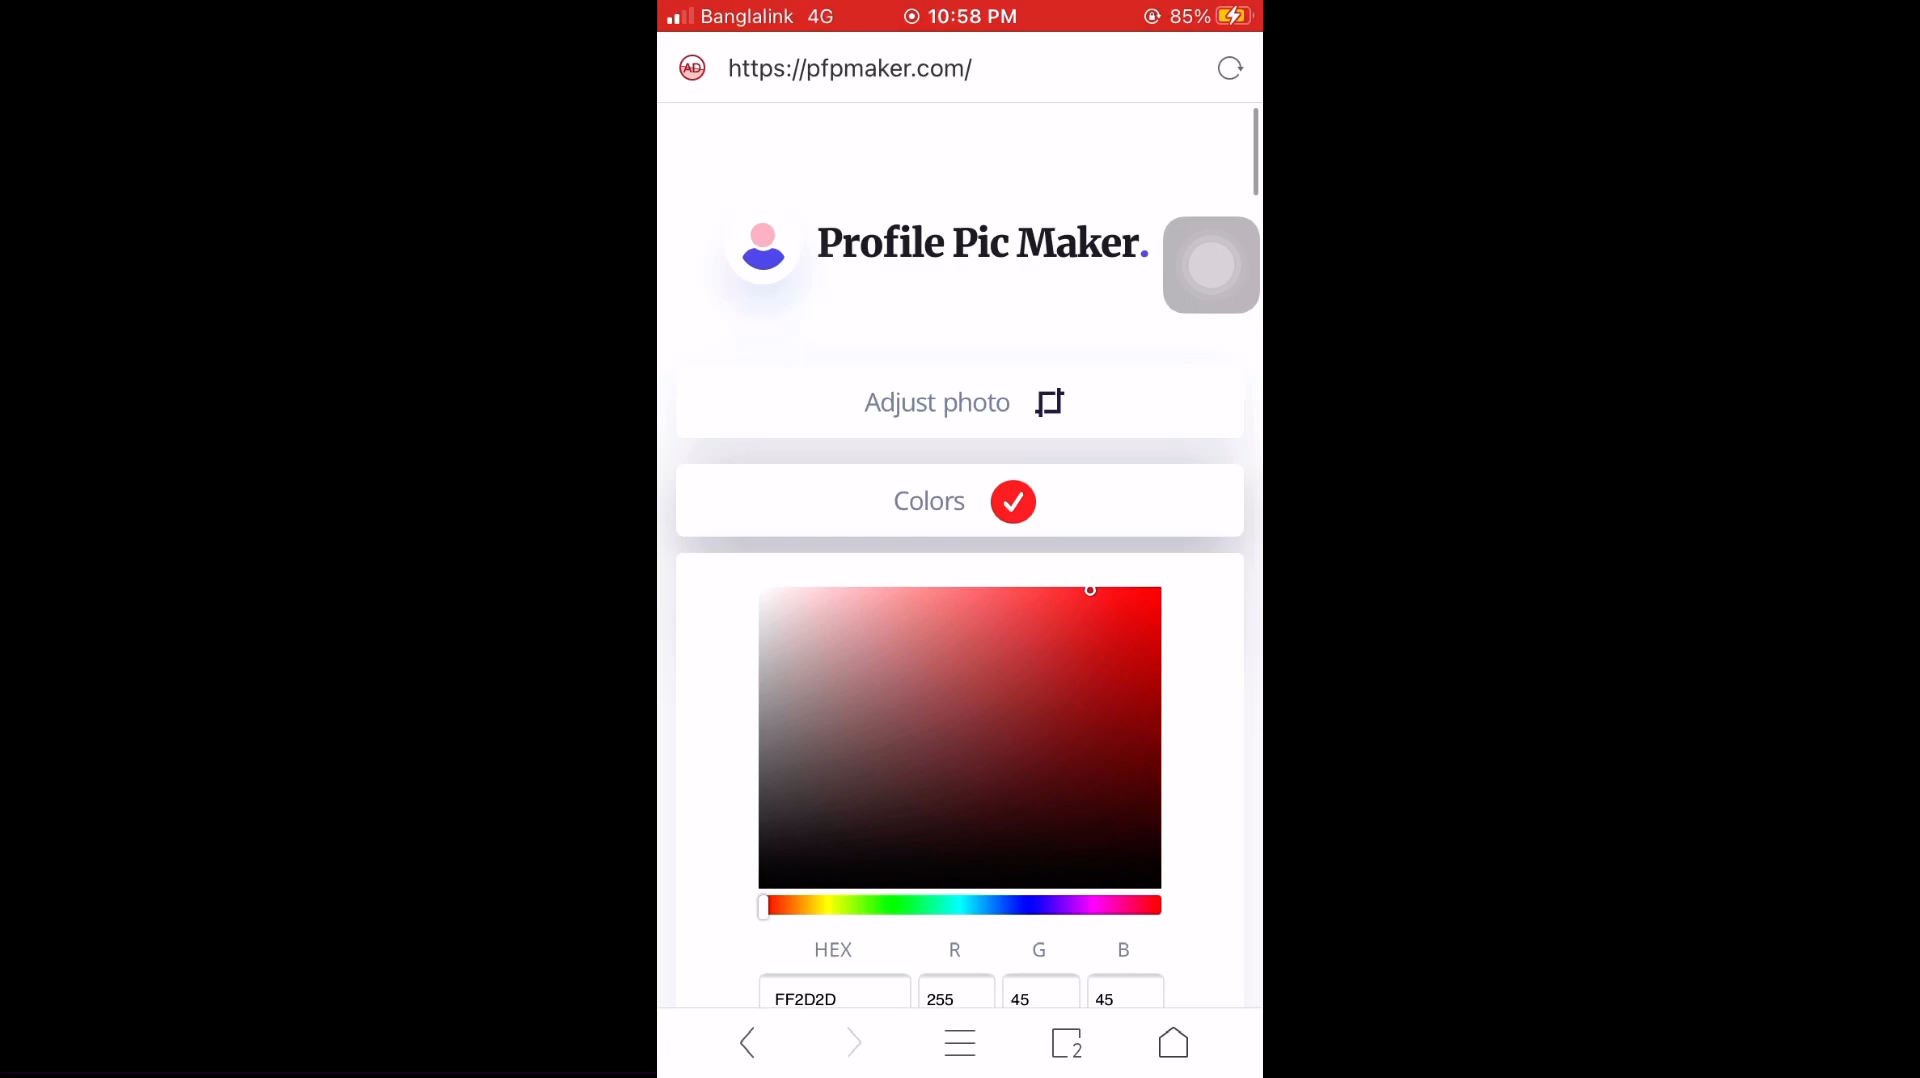 Banglalink 4G 10:58 PM 85%
AD https://pfpmaker.com/
Profile Pic Maker.
Adjust photo
Colors
HEX R G B
FF2D2D 255 45 45
2